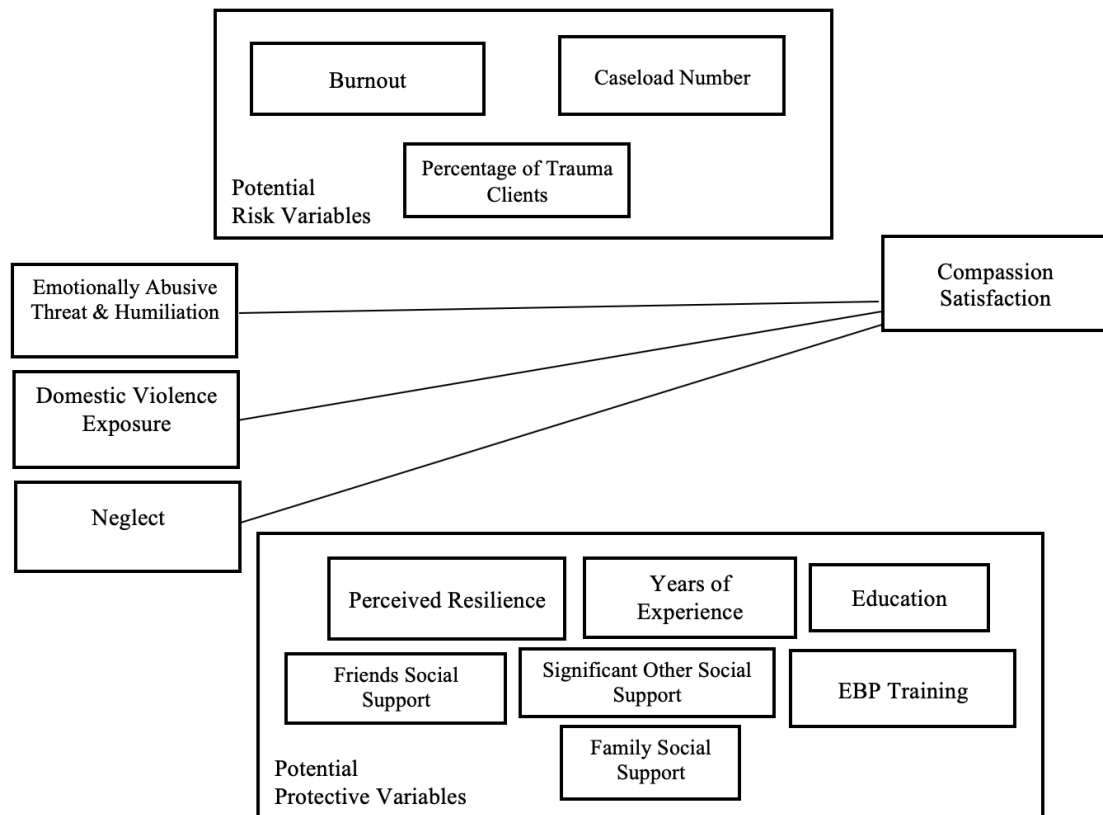 Burnout
Caseload Number
Percentage of Trauma
Clients
Potential
Risk Variables
Emotionally Abusive
Threat & Humiliation
Compassion
Satisfaction
Domestic Violence
Exposure
Neglect
Perceived Resilience
Years of
Experience
Education
Friends Social
Support
Significant Other Social
Support
EBP Training
Family Social
Support
Potential
Protective Variables